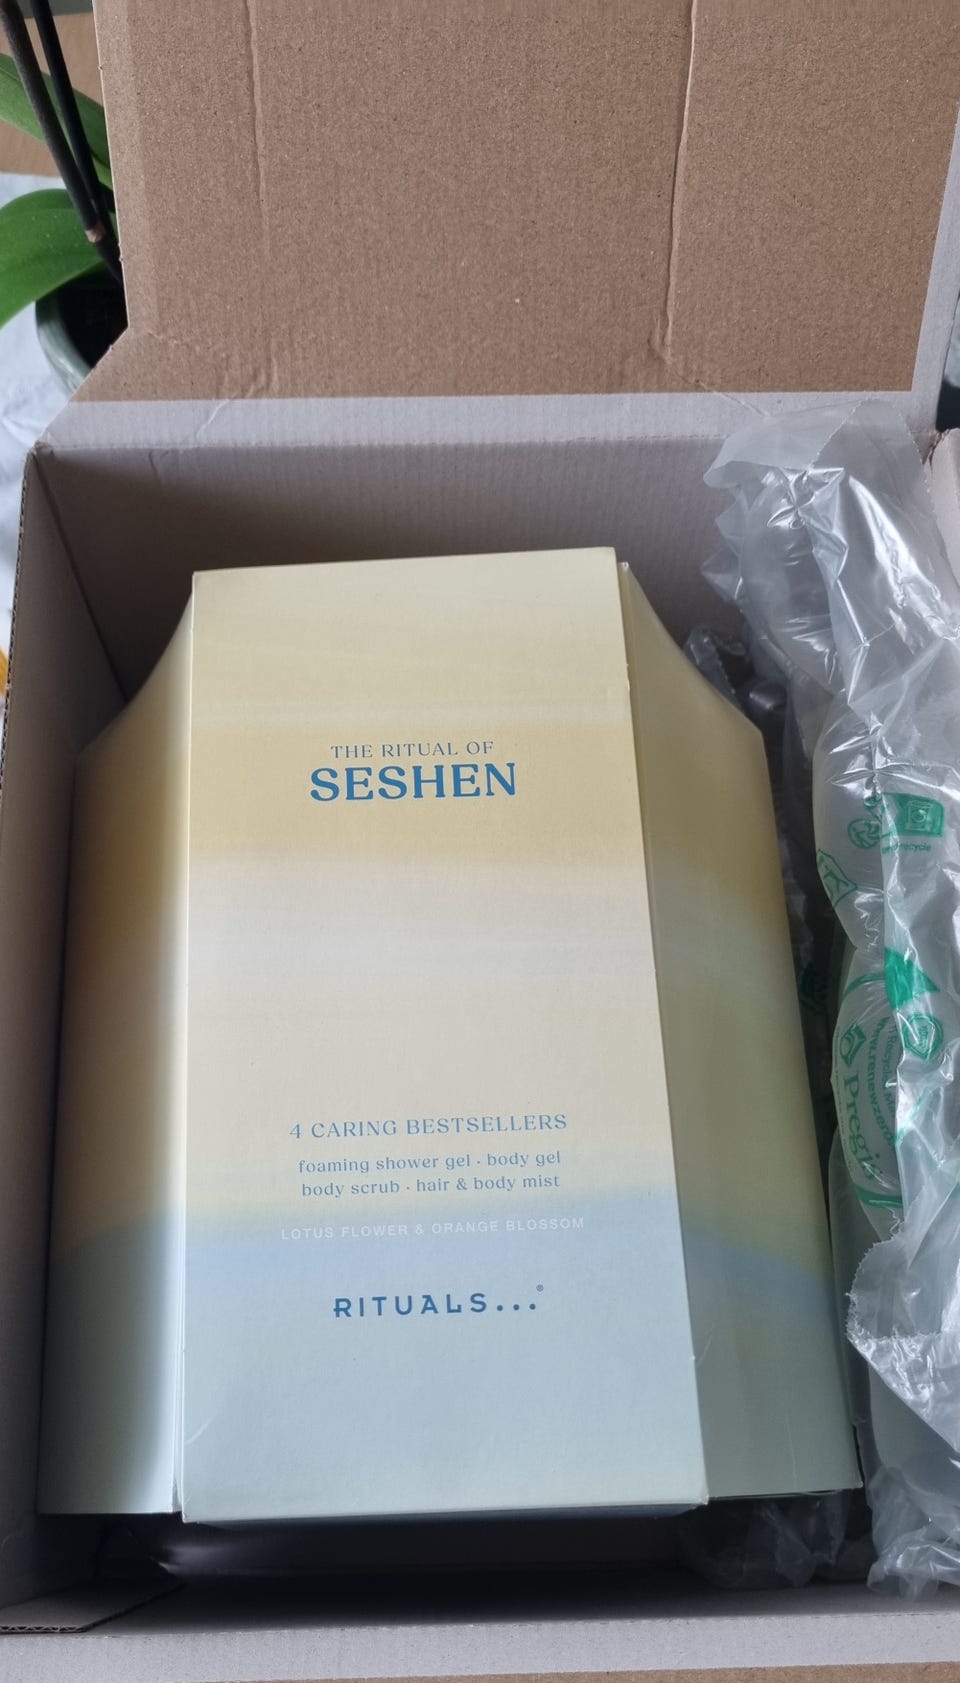 THE RITUAL OF
SESHEN
4 CARING BESTSELLERS
foaming shower gel · body gel
body scrub · hair & body mist
LOTUS FLOWER & ORANGE BLOSSOM
RITUALS...®
recycle